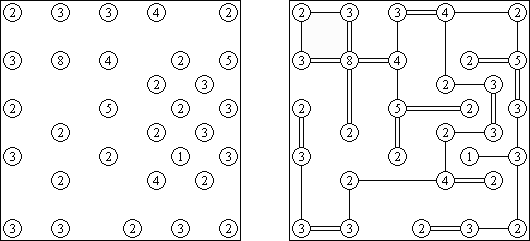 2 3 3 4 2 2 3 3 4 2
3 8 4 2 5 3 8 4 2 5
2 3 2 3
2 5 2 3 2 5 2 3
2 2 3 2 2 3
3 2 1 3 3 2 1 3
2 4 2 2 4 2
3 3 2 3 2 3 3 2 3 2